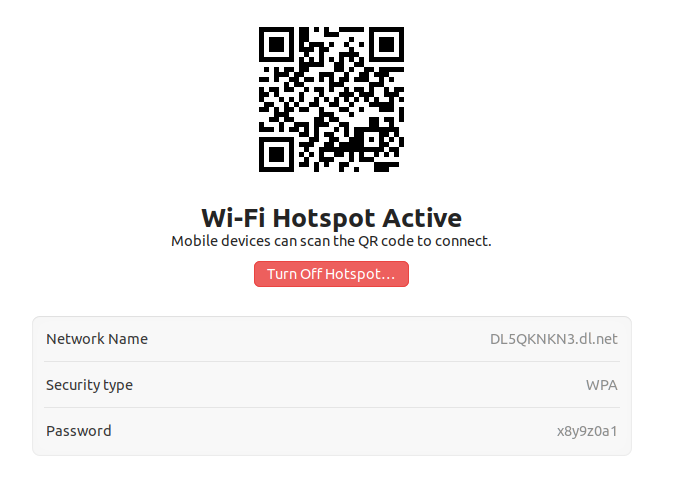 Wi-Fi Hotspot Active
Mobile devices can scan the QR code to connect.
Turn Off Hotspot...
Network Name DL5QKNKN3.dl.net
Security type WPA
Password x8y9z0a1